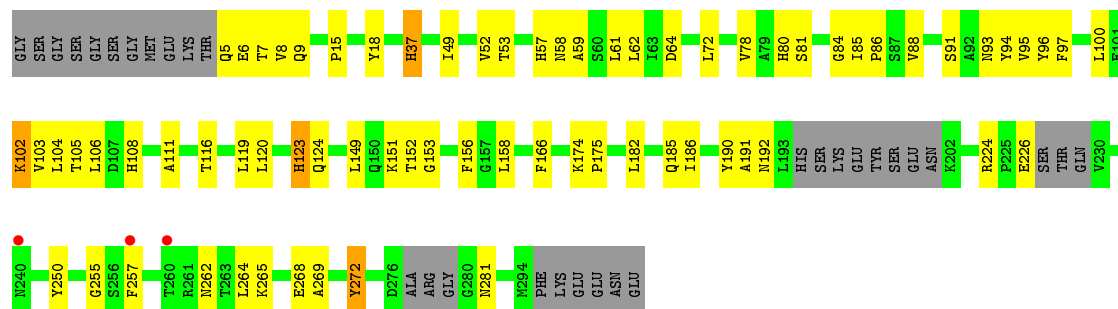 GLY SER GLY SER GLY SER GLY MET GLU LYS THR Q5 E6 T7 V8 Q9 P15 Y18 H37 I49 V52 T53 H57 N58 A59 S60 L61 L62 I63 D64 L72 V78 A79 H80 S81 G84 I85 P86 S87 V88 S91 A92 N93 Y94 V95 Y96 F97 L100
K102 V103 L104 T105 L106 D107 H108 A111 T116 L119 L120 H123 Q124 L149 Q150 K151 T152 G153 F156 G157 L158 F166 K174 P175 L182 Q185 I186 Y190 A191 N192 L193 HIS SER LYS GLU TYR SER GLU ASN K202 R224 P225 E226 SER THR GLN V230
N240 Y250 G255 S256 F257 T260 R261 N262 T263 L264 K265 E268 A269 Y272 D276 ALA ARG GLY G280 N281 M294 PHE LYS GLU GLU ASN GLU